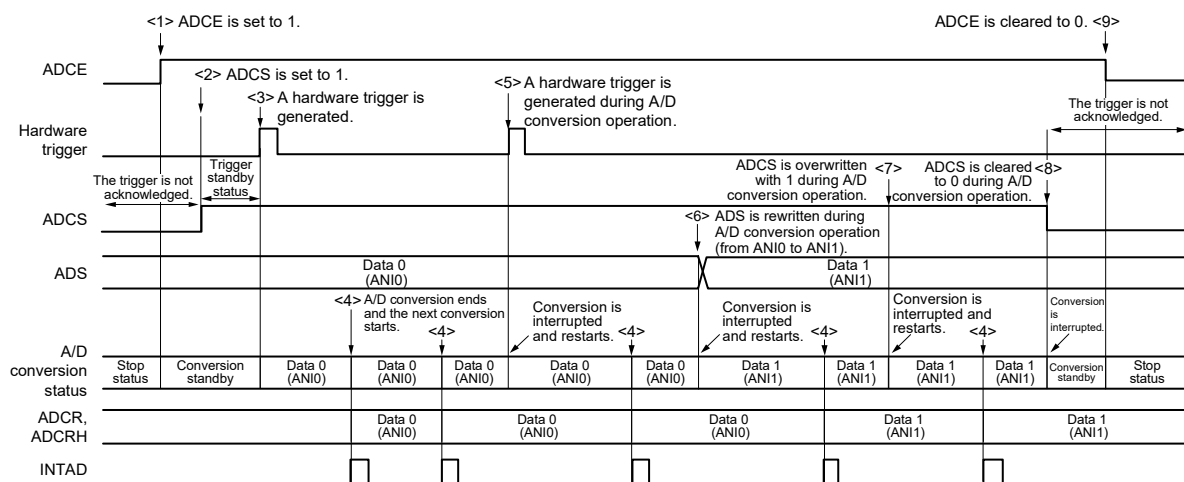 <1> ADCE is set to 1.
ADCE is cleared to 0. <9>
ADCE
<2> ADCS is set to 1.
<3> A hardware trigger is
generated.
<5> A hardware trigger is
generated during A/D
conversion operation.
The trigger is not
acknowledged.
Hardware
trigger
The trigger is not
acknowledged.
Trigger
standby
status
ADCS is overwritten
with 1 during A/D
conversion operation.
<7>
ADCS is cleared
to 0 during A/D
conversion operation.
<8>
ADCS
<6> ADS is rewritten during
A/D conversion operation
(from ANI0 to ANI1).
ADS
Data 0
(ANI0)
Data 1
(ANI1)
<4> A/D conversion ends
and the next conversion
starts.
<4>
Conversion is
interrupted
and restarts.
<4>
Conversion is
interrupted
and restarts.
<4>
Conversion is
interrupted and
restarts.
<4>
Conversion
is
interrupted.
A/D
conversion
status
Stop
status
Conversion
standby
Data 0
(ANI0)
Data 0
(ANI0)
Data 0
(ANI0)
Data 0
(ANI0)
Data 0
(ANI0)
Data 1
(ANI1)
Data 1
(ANI1)
Data 1
(ANI1)
Data 1
(ANI1)
Conversion
standby
Stop
status
ADCR,
ADCRH
Data 0
(ANI0)
Data 0
(ANI0)
Data 0
(ANI0)
Data 1
(ANI1)
Data 1
(ANI1)
INTAD